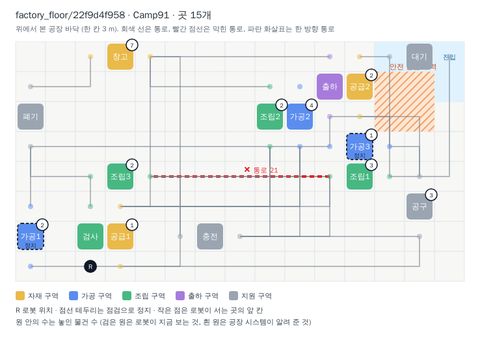 factory_floor/22f9d4f958 · Camp91 · 곳 15개
위에서 본 공장 바닥 (한 칸 3 m). 회색 선은 통로, 빨간 점선은 막힌 통로, 파란 화살표는 한 방향 통로
창고 7
대기
안전
역
출하
공급2 2
폐기
조립2 2
가공2 4
가공3 1
정지
✕ 통로 21
조립3 2
조립1 3
공구 3
가공1 2
정지
검사
공급1 1
충전
R
자재 구역
가공 구역
조립 구역
출하 구역
지원 구역
R 로봇 위치 · 점선 테두리는 점검으로 정지 · 작은 점은 로봇이 서는 곳의 앞 칸
원 안의 수는 놓인 물건 수 (검은 원은 로봇이 지금 보는 것, 흰 원은 공장 시스템이 알려 준 것)